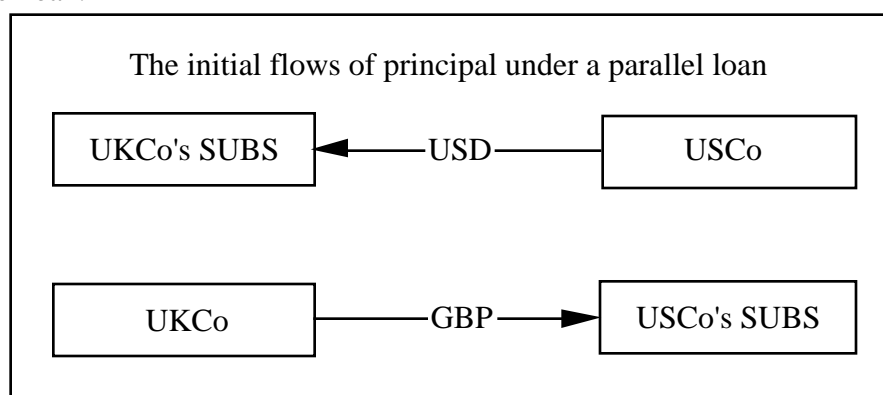 The initial flows of principal under a parallel loan
UKCo's SUBS USD USCo
UKCo GBP USCo's SUBS